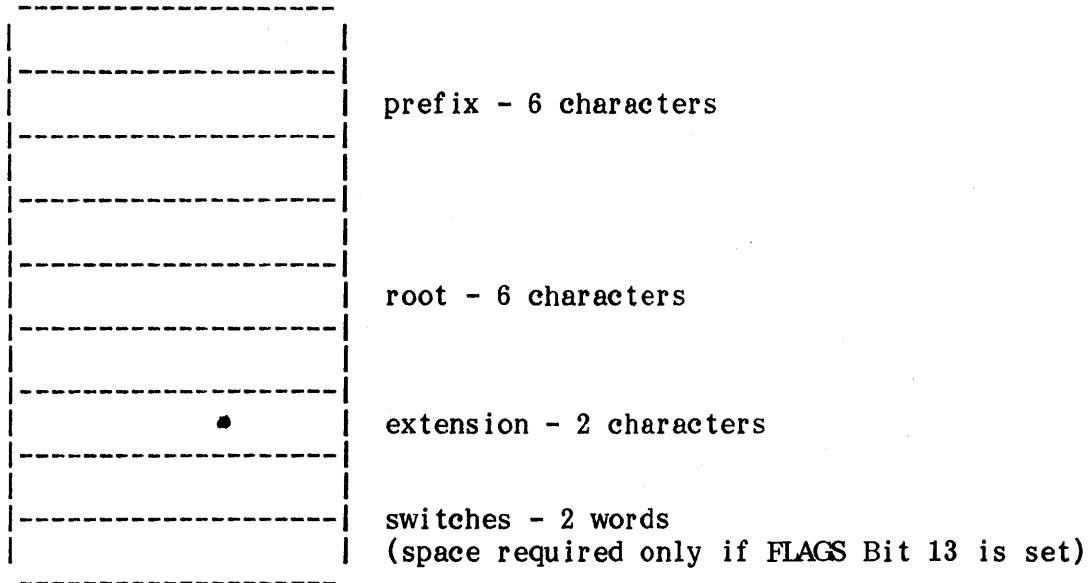 prefix - 6 characters
root - 6 characters
extension - 2 characters
switches - 2 words
(space required only if FLAGS Bit 13 is set)